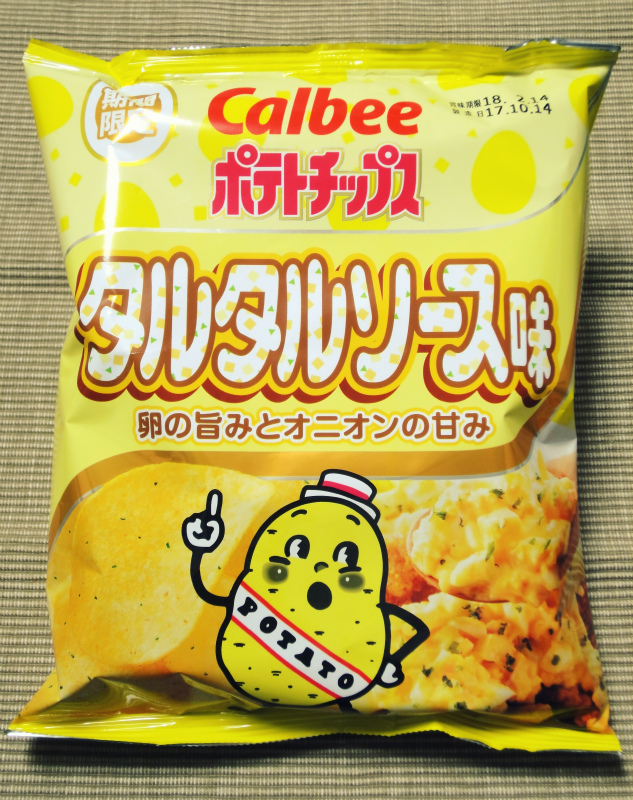 期間
限定
Calbee
ポテトチップス
賞味期限18.2.14
製造日17.10.14
タルタルソース味
卵の旨みとオニオンの甘み
POTATO